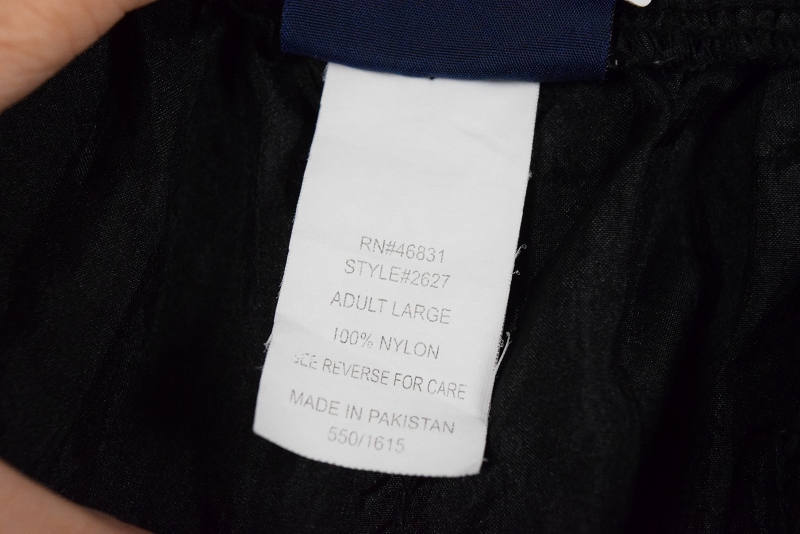 RN#46831
STYLE#2627
ADULT LARGE
100% NYLON
SEE REVERSE FOR CARE
MADE IN PAKISTAN
550/1615